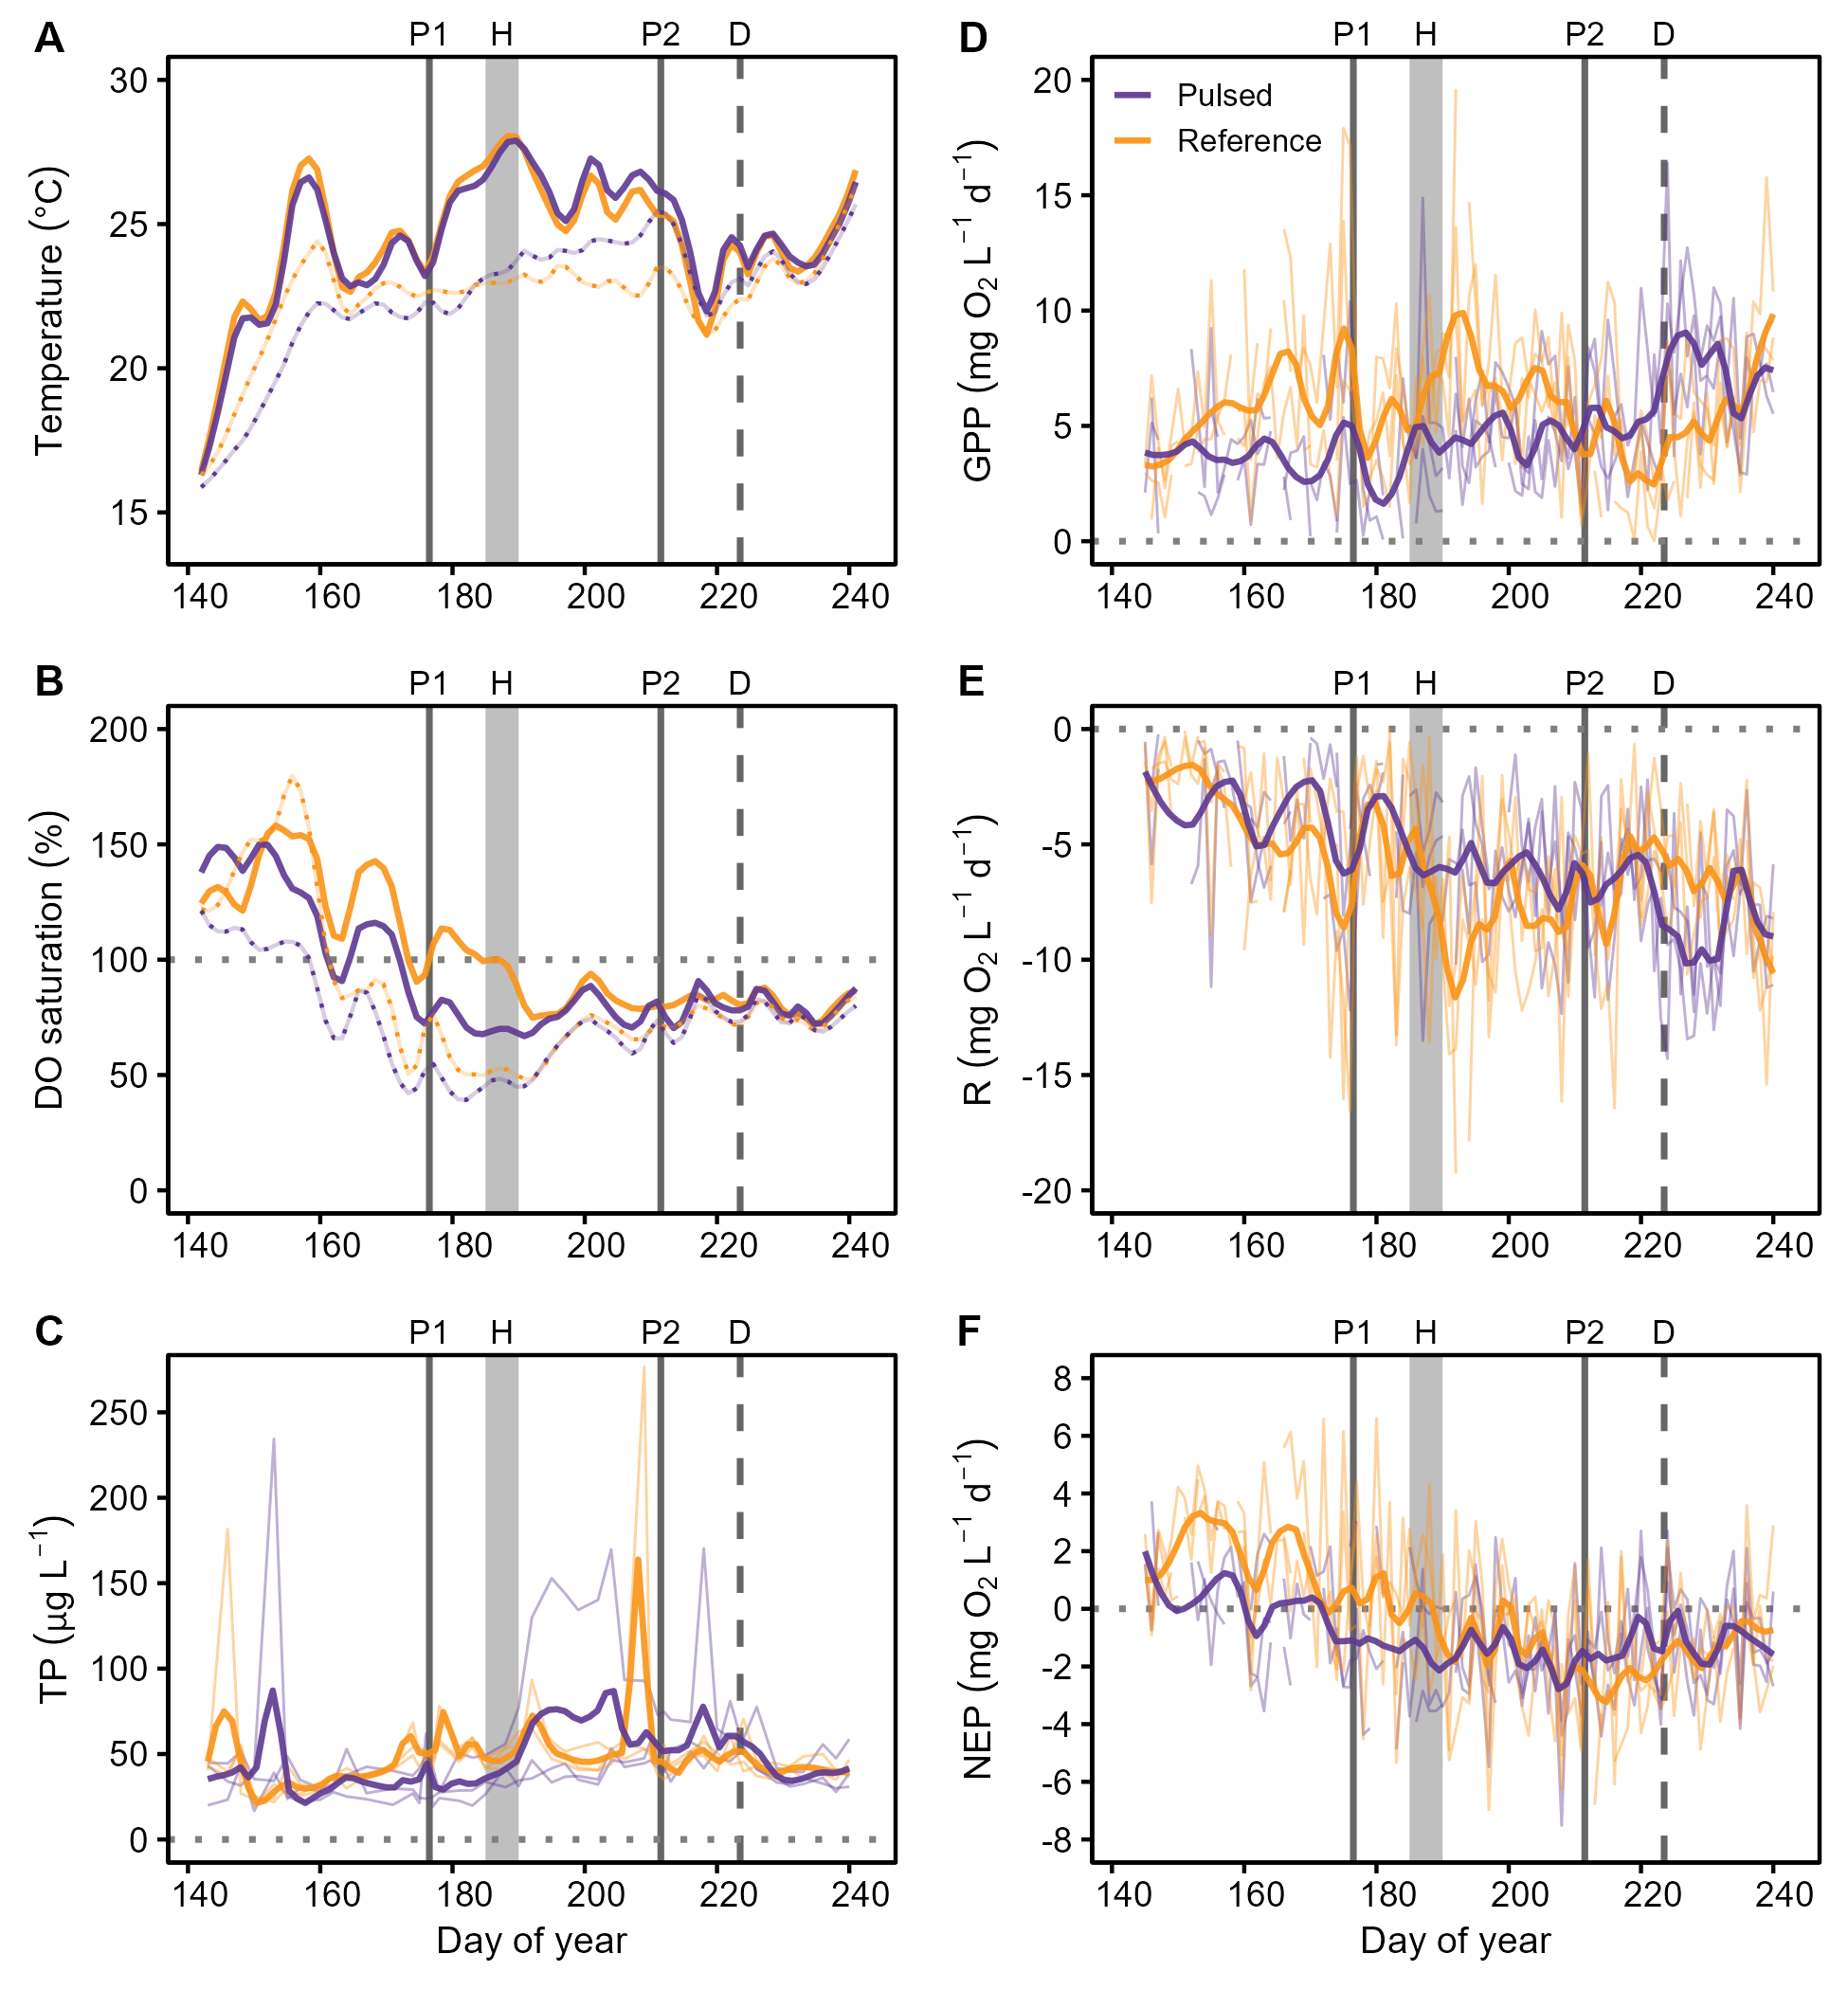 A
P1 H P2 D
Temperature (°C)
30
25
20
15
140 160 180 200 220 240
D
P1 H P2 D
GPP (mg O₂ L⁻¹ d⁻¹)
Pulsed
Reference
20
15
10
5
0
140 160 180 200 220 240
B
P1 H P2 D
DO saturation (%)
200
150
100
50
0
140 160 180 200 220 240
E
P1 H P2 D
R (mg O₂ L⁻¹ d⁻¹)
0
-5
-10
-15
-20
140 160 180 200 220 240
C
P1 H P2 D
TP (µg L⁻¹)
250
200
150
100
50
0
140 160 180 200 220 240
Day of year
F
P1 H P2 D
NEP (mg O₂ L⁻¹ d⁻¹)
8
6
4
2
0
-2
-4
-6
-8
140 160 180 200 220 240
Day of year